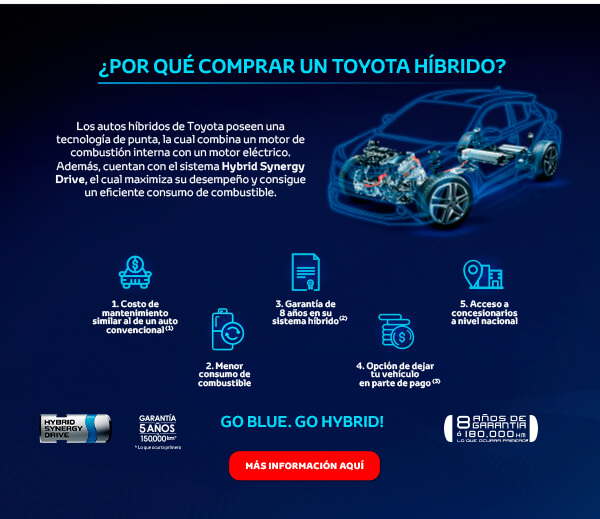 ¿POR QUÉ COMPRAR UN TOYOTA HÍBRIDO?
Los autos híbridos de Toyota poseen una
tecnología de punta, la cual combina un motor de
combustión interna con un motor eléctrico.
Además, cuentan con el sistema Hybrid Synergy
Drive, el cual maximiza su desempeño y consigue
un eficiente consumo de combustible.
1. Costo de
mantenimiento
similar al de un auto
convencional (1)
2. Menor
consumo de
combustible
3. Garantía de
8 años en su
sistema híbrido (2)
4. Opción de dejar
tu vehículo
en parte de pago (3)
5. Acceso a
concesionarios
a nivel nacional
HYBRID
SYNERGY
DRIVE
GARANTÍA
5 AÑOS
150.000 km*
* Lo que ocurra primero
GO BLUE. GO HYBRID!
8 AÑOS DE
GARANTÍA
ó 180,000 KM
LO QUE OCURRA PRIMERO*
MÁS INFORMACIÓN AQUÍ